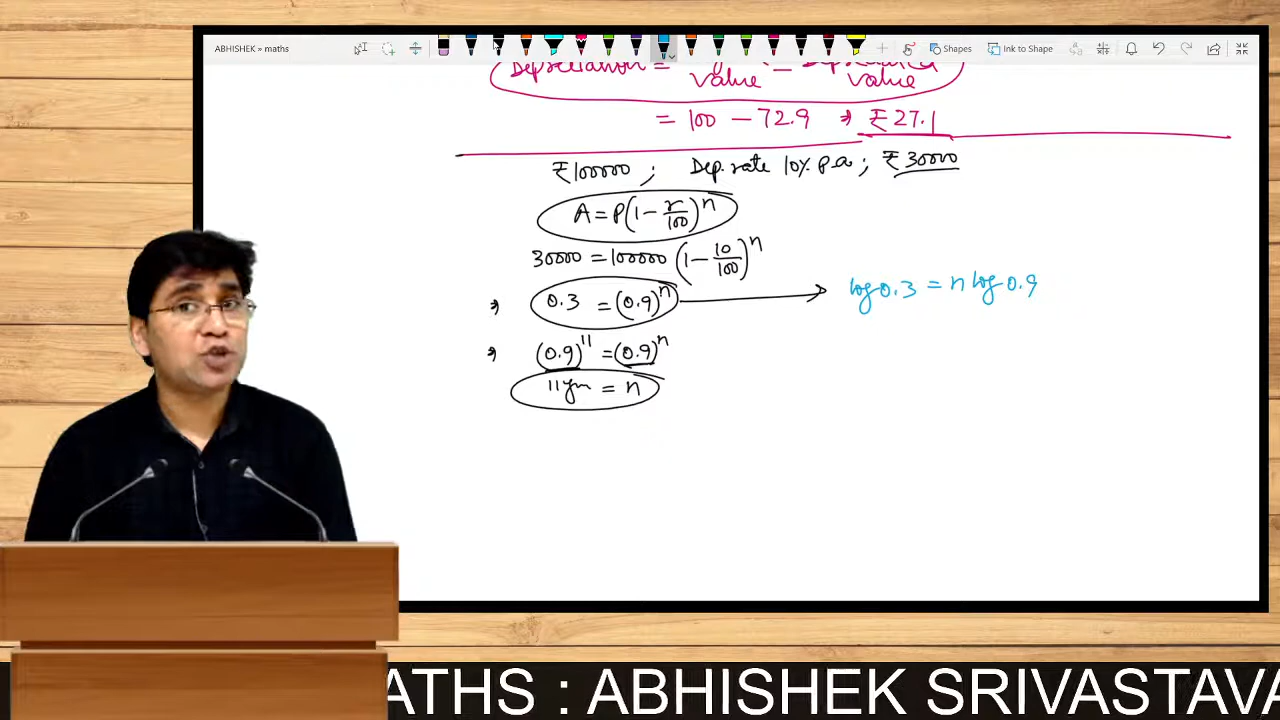 ABHISHEK » maths
Shapes
Ink to Shape
Depreciation = value − value
= 100 − 72.9 ⇒ ₹27.1
₹100000 ; Dep. rate 10% p.a ; ₹30000
A = P(1 − r/100)^n
30000 = 100000 (1 − 10/100)^n
⇒ 0.3 = (0.9)^n → log 0.3 = n log 0.9
⇒ (0.9)^11 = (0.9)^n
11 yrs = n
ATHS : ABHISHEK SRIVASTAVA